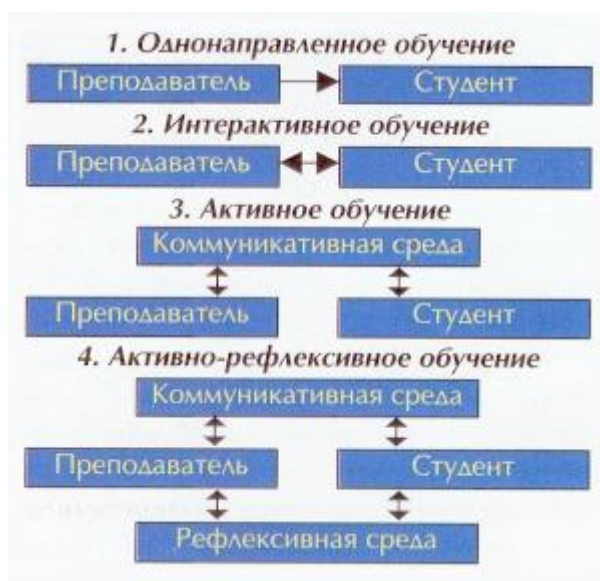 1. Однонаправленное обучение
Преподаватель Студент
2. Интерактивное обучение
Преподаватель Студент
3. Активное обучение
Коммуникативная среда
Преподаватель Студент
4. Активно-рефлексивное обучение
Коммуникативная среда
Преподаватель Студент
Рефлексивная среда